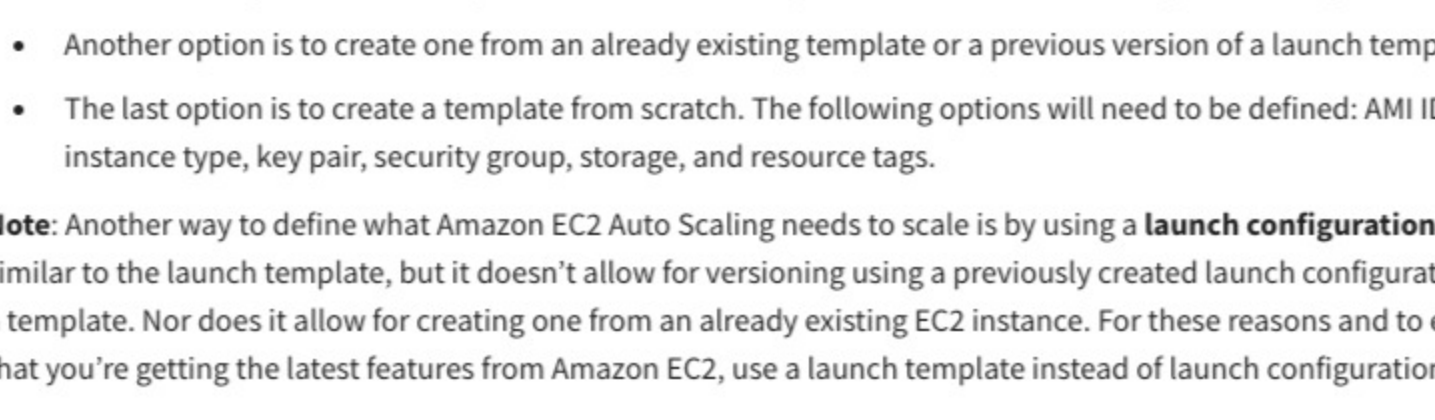 • Another option is to create one from an already existing template or a previous version of a launch temp
• The last option is to create a template from scratch. The following options will need to be defined: AMI ID
instance type, key pair, security group, storage, and resource tags.
lote: Another way to define what Amazon EC2 Auto Scaling needs to scale is by using a launch configuration
imilar to the launch template, but it doesn’t allow for versioning using a previously created launch configurat
template. Nor does it allow for creating one from an already existing EC2 instance. For these reasons and to e
hat you’re getting the latest features from Amazon EC2, use a launch template instead of launch configuration